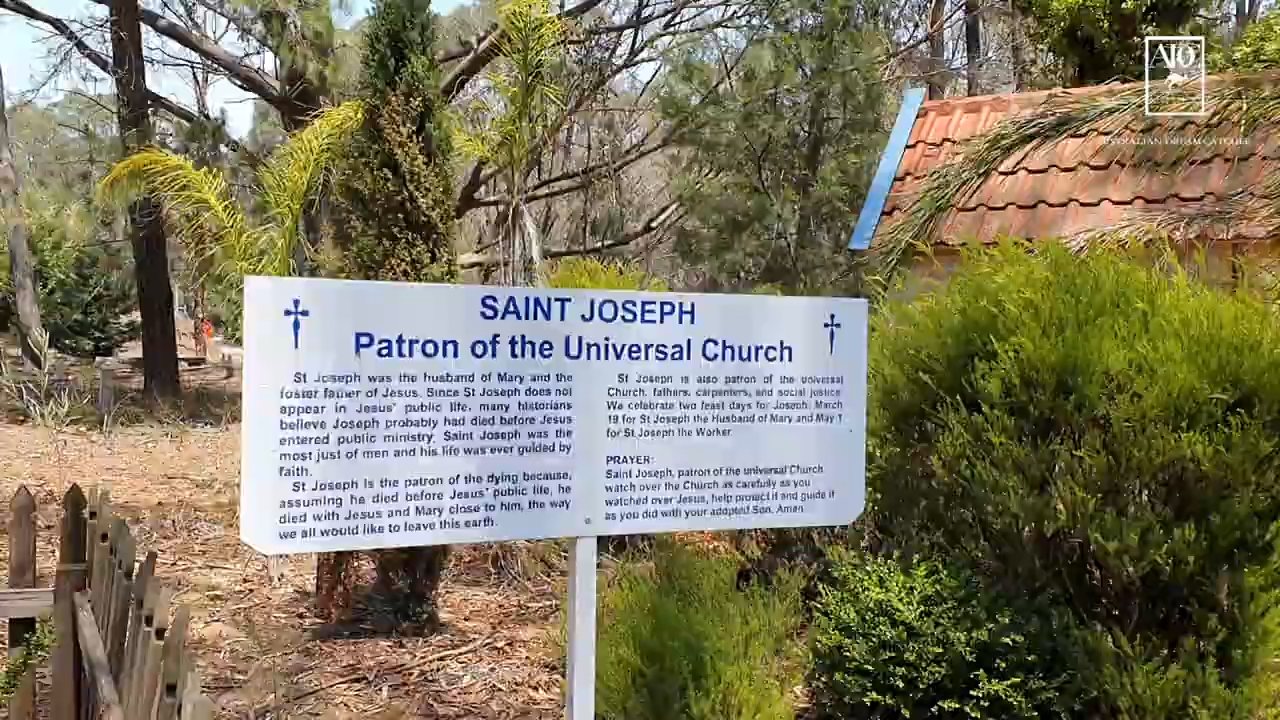 SAINT JOSEPH
Patron of the Universal Church
St Joseph was the husband of Mary and the
foster father of Jesus. Since St Joseph does not
appear in Jesus' public life, many historians
believe Joseph probably had died before Jesus
entered public ministry. Saint Joseph was the
most just of men and his life was ever guided by
faith.
St Joseph is the patron of the dying because,
assuming he died before Jesus' public life, he
died with Jesus and Mary close to him, the way
we all would like to leave this earth.
St Joseph is also patron of the universal
Church, fathers, carpenters, and social justice.
We celebrate two feast days for Joseph: March
19 for St Joseph the Husband of Mary and May 1
for St Joseph the Worker.
PRAYER:
Saint Joseph, patron of the universal Church
watch over the Church as carefully as you
watched over Jesus, help protect it and guide it
as you did with your adopted Son. Amen
AUSTRALIAN DREAM CATCHER